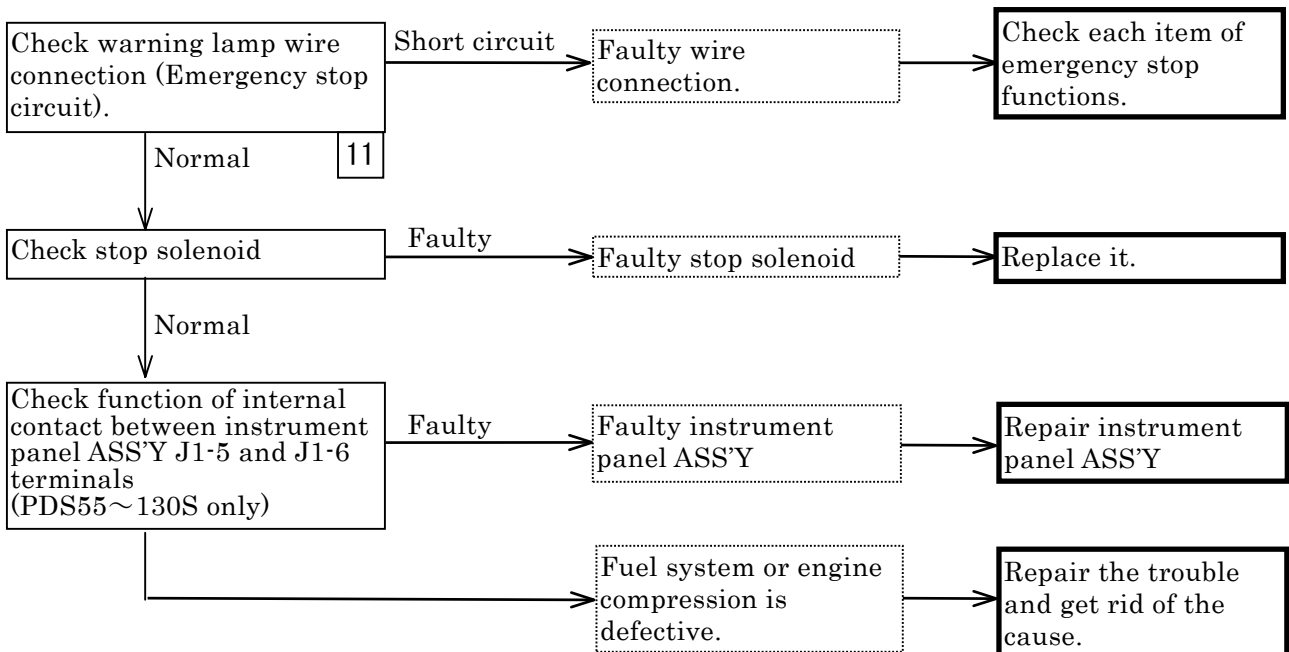 Check warning lamp wire
connection (Emergency stop
circuit).
Short circuit
Faulty wire
connection.
Check each item of
emergency stop
functions.
Normal
11
Check stop solenoid
Faulty
Faulty stop solenoid
Replace it.
Normal
Check function of internal
contact between instrument
panel ASS'Y J1-5 and J1-6
terminals
(PDS55～130S only)
Faulty
Faulty instrument
panel ASS'Y
Repair instrument
panel ASS'Y
Fuel system or engine
compression is
defective.
Repair the trouble
and get rid of the
cause.